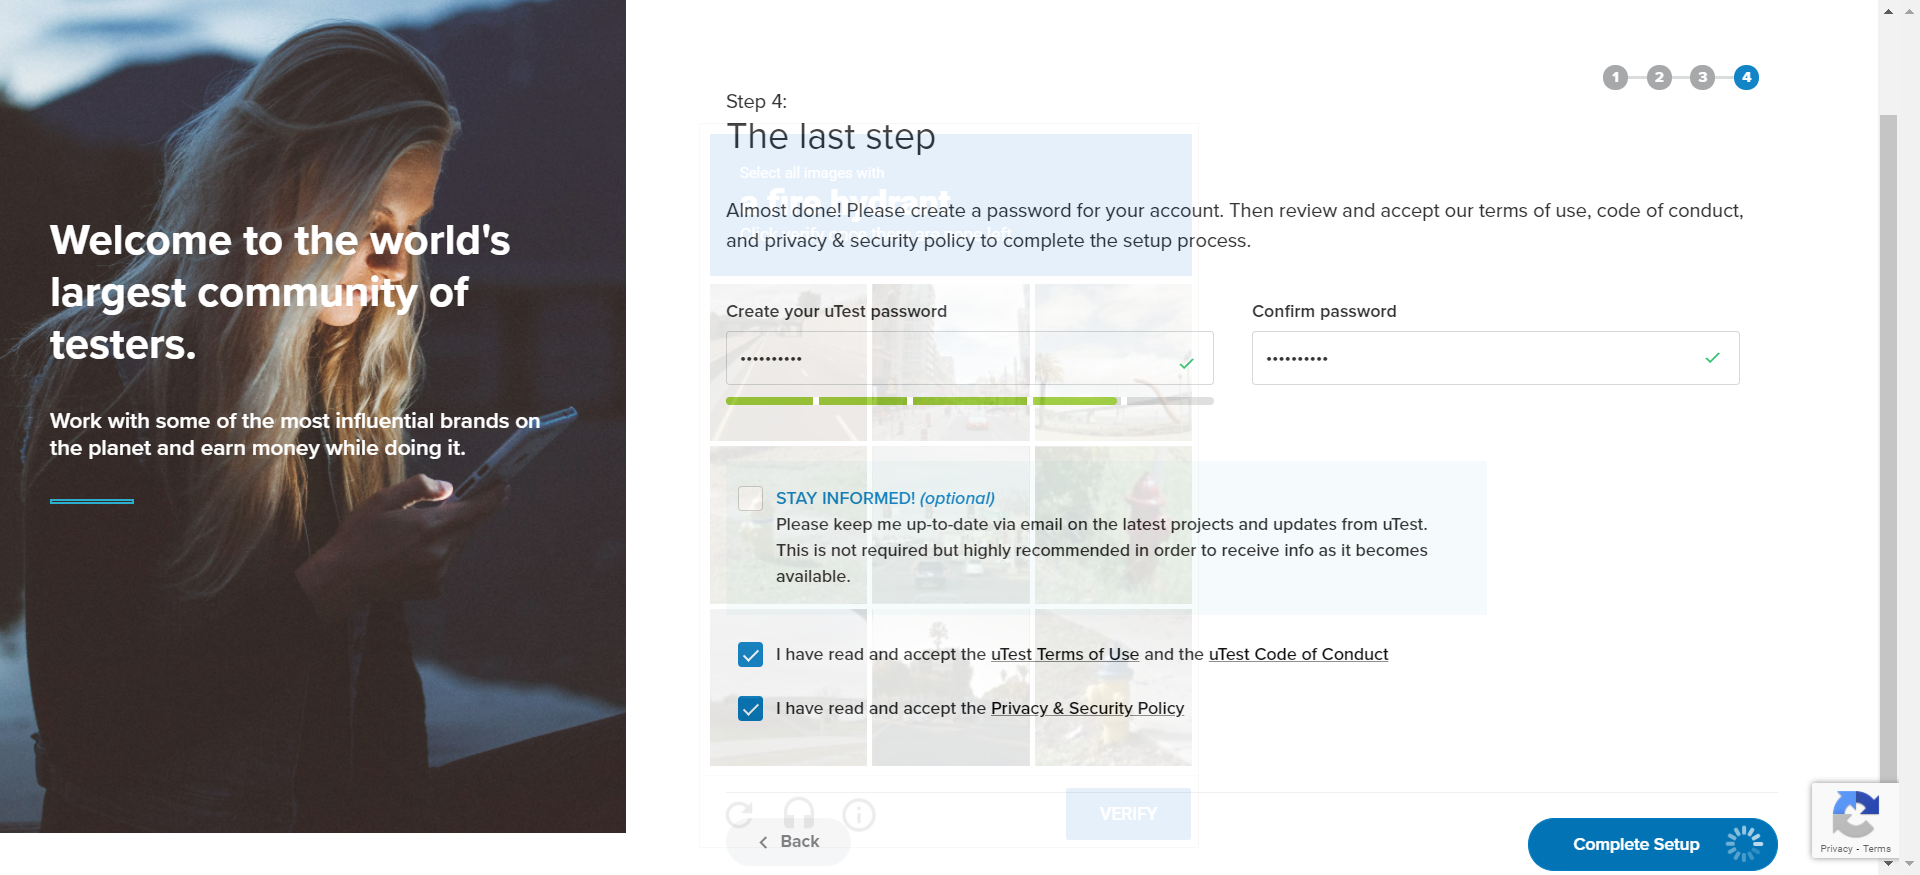 Welcome to the world's
largest community of
testers.
Work with some of the most influential brands on
the planet and earn money while doing it.
1 2 3 4
Step 4:
The last step
Select all images with
a fire hydrant
Almost done! Please create a password for your account. Then review and accept our terms of use, code of conduct,
and privacy & security policy to complete the setup process.
Create your uTest password
Confirm password
STAY INFORMED! (optional)
Please keep me up-to-date via email on the latest projects and updates from uTest.
This is not required but highly recommended in order to receive info as it becomes
available.
I have read and accept the uTest Terms of Use and the uTest Code of Conduct
I have read and accept the Privacy & Security Policy
VERIFY
Back
Complete Setup
Privacy - Terms